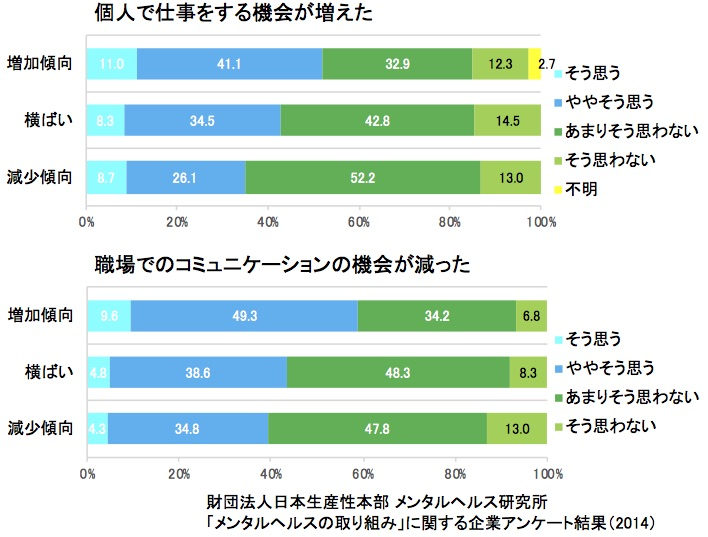 個人で仕事をする機会が増えた
増加傾向 11.0 41.1 32.9 12.3 2.7
横ばい 8.3 34.5 42.8 14.5
減少傾向 8.7 26.1 52.2 13.0
0% 20% 40% 60% 80% 100%
そう思う
ややそう思う
あまりそう思わない
そう思わない
不明
職場でのコミュニケーションの機会が減った
増加傾向 9.6 49.3 34.2 6.8
横ばい 4.8 38.6 48.3 8.3
減少傾向 4.3 34.8 47.8 13.0
0% 20% 40% 60% 80% 100%
そう思う
ややそう思う
あまりそう思わない
そう思わない
財団法人日本生産性本部 メンタルヘルス研究所
「メンタルヘルスの取り組み」に関する企業アンケート結果（2014）